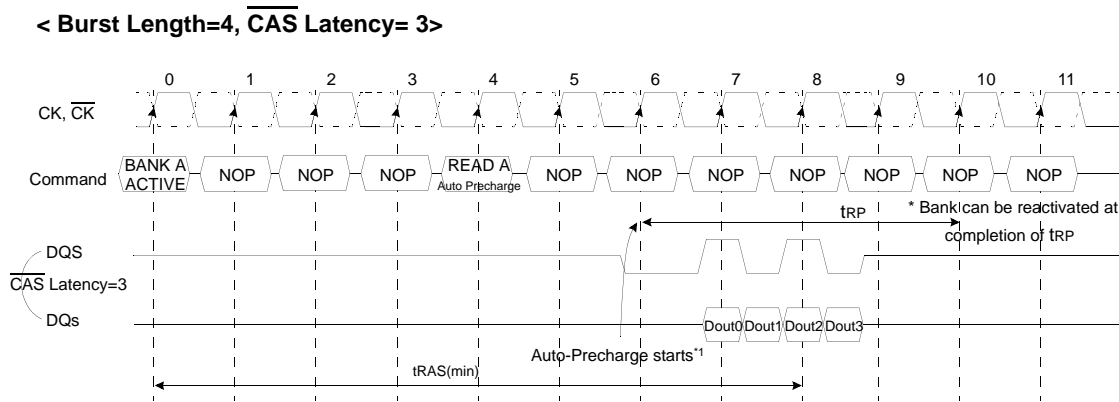 < Burst Length=4, CAS Latency= 3>
0 1 2 3 4 5 6 7 8 9 10 11
CK, CK
Command BANK A ACTIVE NOP NOP NOP READ A Auto Precharge NOP NOP NOP NOP NOP NOP NOP
tRP
* Bank can be reactivated at
completion of tRP
DQS
CAS Latency=3
DQs
Dout0 Dout1 Dout2 Dout3
Auto-Precharge starts*1
tRAS(min)